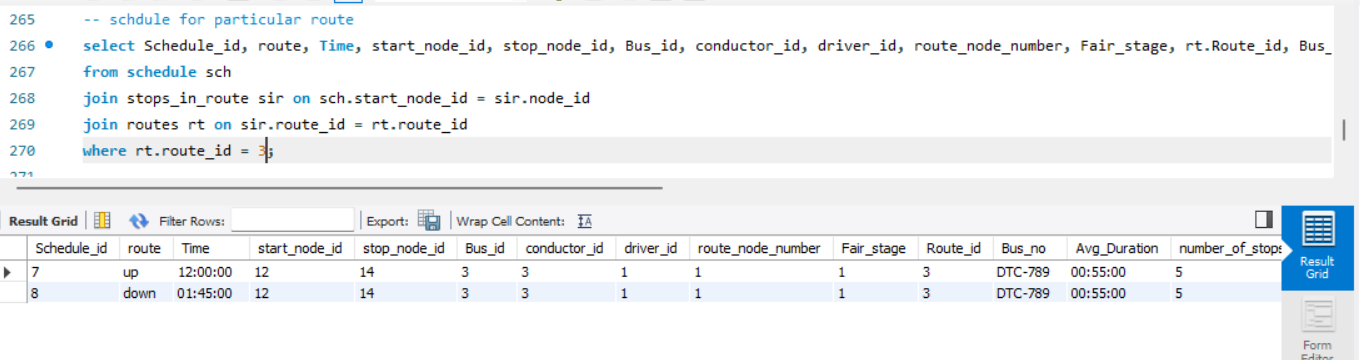 265 -- schdule for particular route
266 select Schedule_id, route, Time, start_node_id, stop_node_id, Bus_id, conductor_id, driver_id, route_node_number, Fair_stage, rt.Route_id, Bus_
267 from schedule sch
268 join stops_in_route sir on sch.start_node_id = sir.node_id
269 join routes rt on sir.route_id = rt.route_id
270 where rt.route_id = 3;
271
Result Grid Filter Rows: Export: Wrap Cell Content: IA
Schedule_id route Time start_node_id stop_node_id Bus_id conductor_id driver_id route_node_number Fair_stage Route_id Bus_no Avg_Duration number_of_stops
7 up 12:00:00 12 14 3 3 1 1 1 3 DTC-789 00:55:00 5
8 down 01:45:00 12 14 3 3 1 1 1 3 DTC-789 00:55:00 5
Result
Grid
Form
Editor